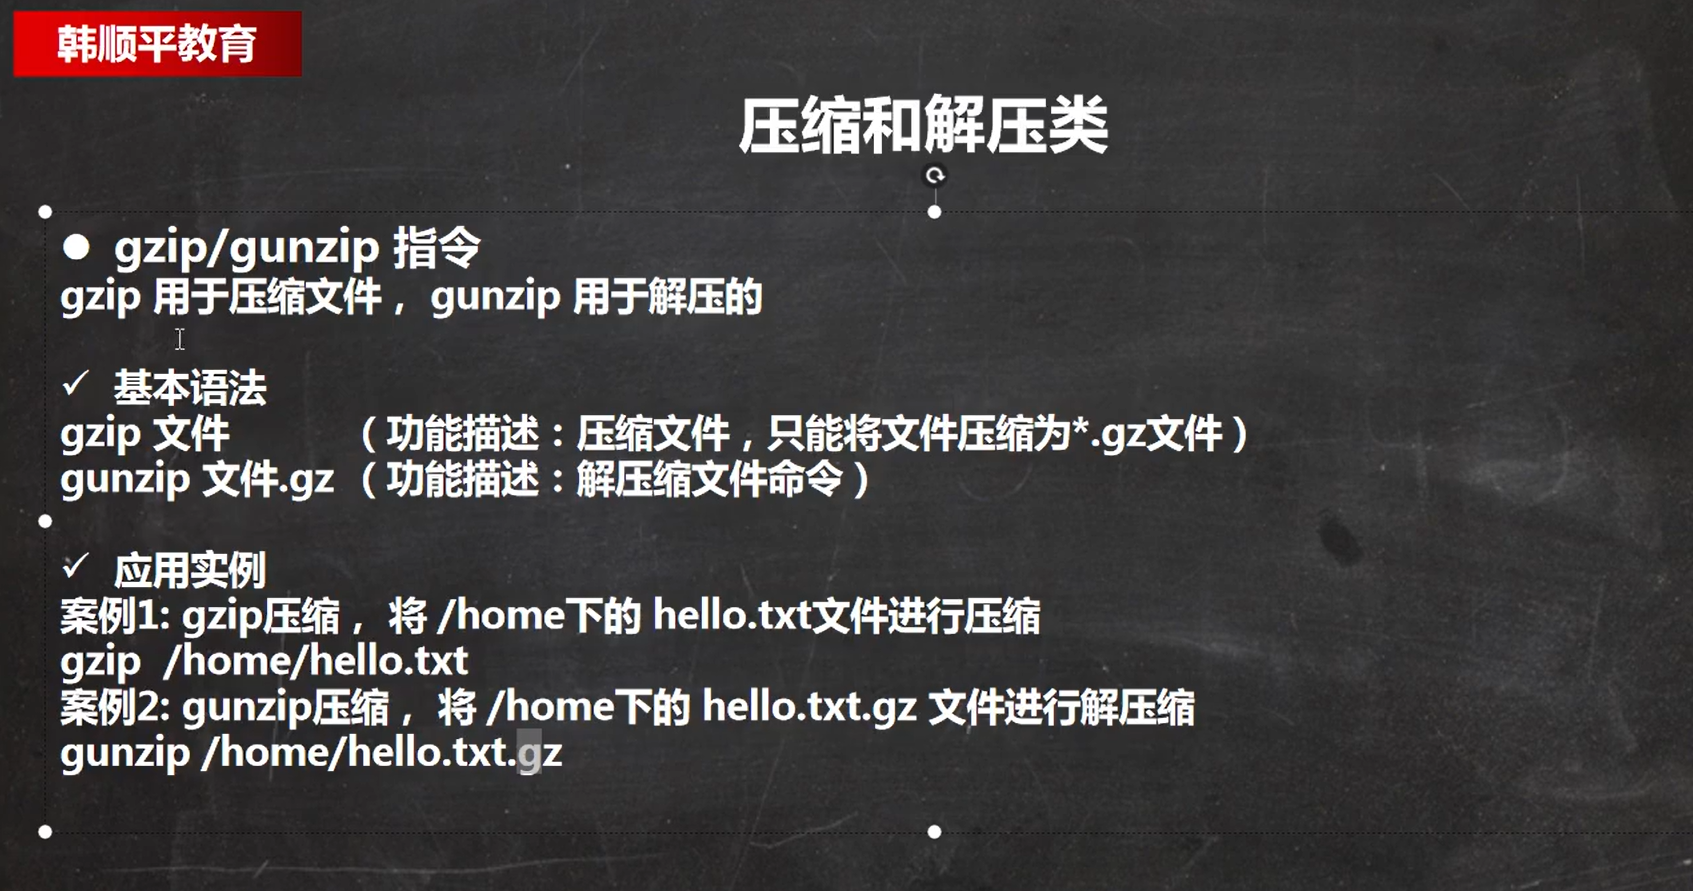 韩顺平教育
压缩和解压类
● gzip/gunzip 指令
gzip 用于压缩文件， gunzip 用于解压的
✓ 基本语法
gzip 文件 （功能描述：压缩文件，只能将文件压缩为*.gz文件）
gunzip 文件.gz （功能描述：解压缩文件命令）
✓ 应用实例
案例1: gzip压缩， 将 /home下的 hello.txt文件进行压缩
gzip /home/hello.txt
案例2: gunzip压缩， 将 /home下的 hello.txt.gz 文件进行解压缩
gunzip /home/hello.txt.gz